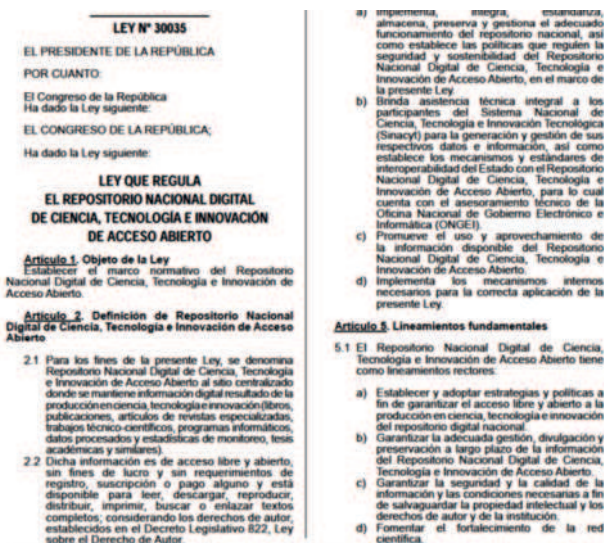 LEY N° 30035
EL PRESIDENTE DE LA REPÚBLICA
POR CUANTO:
El Congreso de la República
Ha dado la Ley siguiente:
EL CONGRESO DE LA REPÚBLICA;
Ha dado la Ley siguiente:
LEY QUE REGULA
EL REPOSITORIO NACIONAL DIGITAL
DE CIENCIA, TECNOLOGÍA E INNOVACIÓN
DE ACCESO ABIERTO
Artículo 1. Objeto de la Ley
Establecer el marco normativo del Repositorio
Nacional Digital de Ciencia, Tecnología e Innovación de
Acceso Abierto.
Artículo 2. Definición de Repositorio Nacional
Digital de Ciencia, Tecnología e Innovación de Acceso
Abierto
2.1 Para los fines de la presente Ley, se denomina
Repositorio Nacional Digital de Ciencia, Tecnología
e Innovación de Acceso Abierto al sitio centralizado
donde se mantiene información digital resultado de la
producción en ciencia, tecnología e innovación (libros,
publicaciones, artículos de revistas especializadas,
trabajos técnico-científicos, programas informáticos,
datos procesados y estadísticas de monitoreo, tesis
académicas y similares).
2.2 Dicha información es de acceso libre y abierto,
sin fines de lucro y sin requerimientos de
registro, suscripción o pago alguno y está
disponible para leer, descargar, reproducir,
distribuir, imprimir, buscar o enlazar textos
completos; considerando los derechos de autor,
establecidos en el Decreto Legislativo 822, Ley
sobre el Derecho de Autor.
a) Implementa, integra, estandariza,
almacena, preserva y gestiona el adecuado
funcionamiento del repositorio nacional, así
como establece las políticas que regulen la
seguridad y sostenibilidad del Repositorio
Nacional Digital de Ciencia, Tecnología e
Innovación de Acceso Abierto, en el marco de
la presente Ley.
b) Brinda asistencia técnica integral a los
participantes del Sistema Nacional de
Ciencia, Tecnología e Innovación Tecnológica
(Sinacyt) para la generación y gestión de sus
respectivos datos e información, así como
establece los mecanismos y estándares de
interoperabilidad del Estado con el Repositorio
Nacional Digital de Ciencia, Tecnología e
Innovación de Acceso Abierto, para lo cual
cuenta con el asesoramiento técnico de la
Oficina Nacional de Gobierno Electrónico e
Informática (ONGEI).
c) Promueve el uso y aprovechamiento de
la información disponible del Repositorio
Nacional Digital de Ciencia, Tecnología e
Innovación de Acceso Abierto.
d) Implementa los mecanismos internos
necesarios para la correcta aplicación de la
presente Ley.
Artículo 5. Lineamientos fundamentales
5.1 El Repositorio Nacional Digital de Ciencia,
Tecnología e Innovación de Acceso Abierto tiene
como lineamientos rectores:
a) Establecer y adoptar estrategias y políticas a
fin de garantizar el acceso libre y abierto a la
producción en ciencia, tecnología e innovación
del repositorio digital nacional.
b) Garantizar la adecuada gestión, divulgación y
preservación a largo plazo de la información
del Repositorio Nacional Digital de Ciencia,
Tecnología e Innovación de Acceso Abierto.
c) Garantizar la seguridad y la calidad de la
información y las condiciones necesarias a fin
de salvaguardar la propiedad intelectual y los
derechos de autor y de la institución.
d) Fomentar el fortalecimiento de la red
científica.